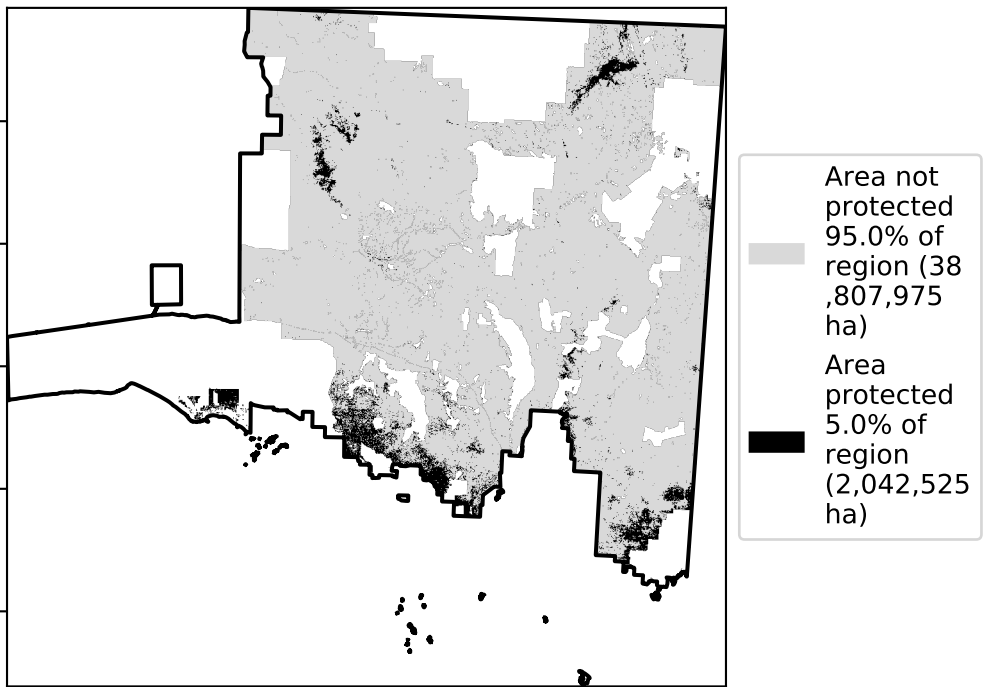 Area not
protected
95.0% of
region (38
,807,975
ha)
Area
protected
5.0% of
region
(2,042,525
ha)